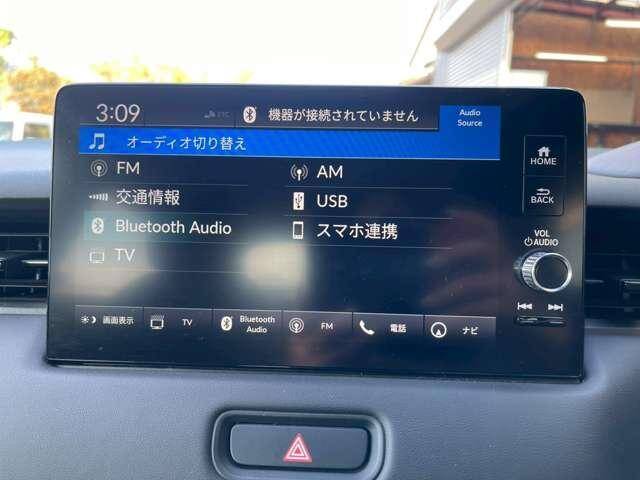 3:09 ETC 機器が接続されていません Audio Source
オーディオ切り替え
FM AM
交通情報 USB
Bluetooth Audio スマホ連携
TV
画面表示 TV Bluetooth Audio FM 電話 ナビ
HOME
BACK
VOL
AUDIO